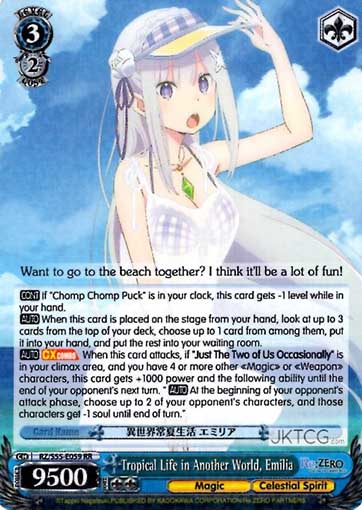 LEVEL
3
2
COST
Want to go to the beach together? I think it'll be a lot of fun!
CONT If "Chomp Chomp Puck" is in your clock, this card gets -1 level while in
your hand.
AUTO When this card is placed on the stage from your hand, look at up to 3
cards from the top of your deck, choose up to 1 card from among them, put
it into your hand, and put the rest into your waiting room.
AUTO CX COMBO When this card attacks, if "Just The Two of Us Occasionally" is
in your climax area, and you have 4 or more other «Magic» or «Weapon»
characters, this card gets +1000 power and the following ability until the
end of your opponent's next turn. " AUTO At the beginning of your opponent's
attack phase, choose up to 2 of your opponent's characters, and those
characters get -1 soul until end of turn."
Card Name
異世界常夏生活 エミリア
JKTCG.com
CH
RZ/S55-E059 RR
Tropical Life in Another World, Emilia
Re:ZERO
POWER
9500
Magic
Celestial Spirit